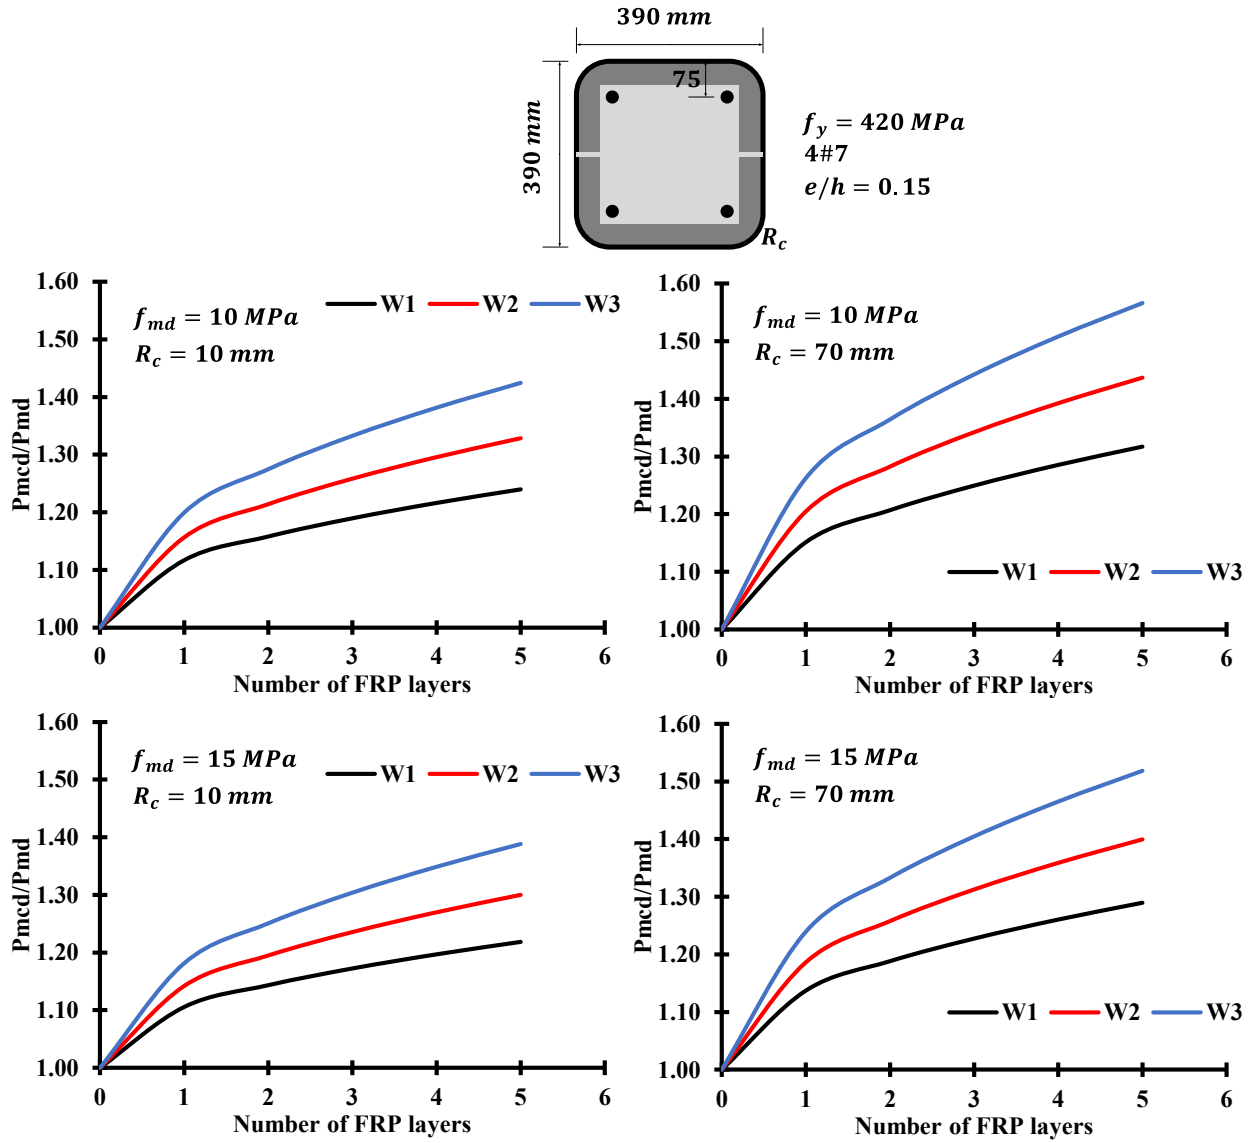 390 mm
390 mm
75
f_y = 420 MPa
4#7
e/h = 0.15
R_c
1.60
1.50
1.40
1.30
1.20
1.10
1.00
Pmcd/Pmd
f_md = 10 MPa
R_c = 10 mm
W1 W2 W3
0 1 2 3 4 5 6
Number of FRP layers
1.60
1.50
1.40
1.30
1.20
1.10
1.00
Pmcd/Pmd
f_md = 10 MPa
R_c = 70 mm
W1 W2 W3
0 1 2 3 4 5 6
Number of FRP layers
1.60
1.50
1.40
1.30
1.20
1.10
1.00
Pmcd/Pmd
f_md = 15 MPa
R_c = 10 mm
W1 W2 W3
0 1 2 3 4 5 6
Number of FRP layers
1.60
1.50
1.40
1.30
1.20
1.10
1.00
Pmcd/Pmd
f_md = 15 MPa
R_c = 70 mm
W1 W2 W3
0 1 2 3 4 5 6
Number of FRP layers